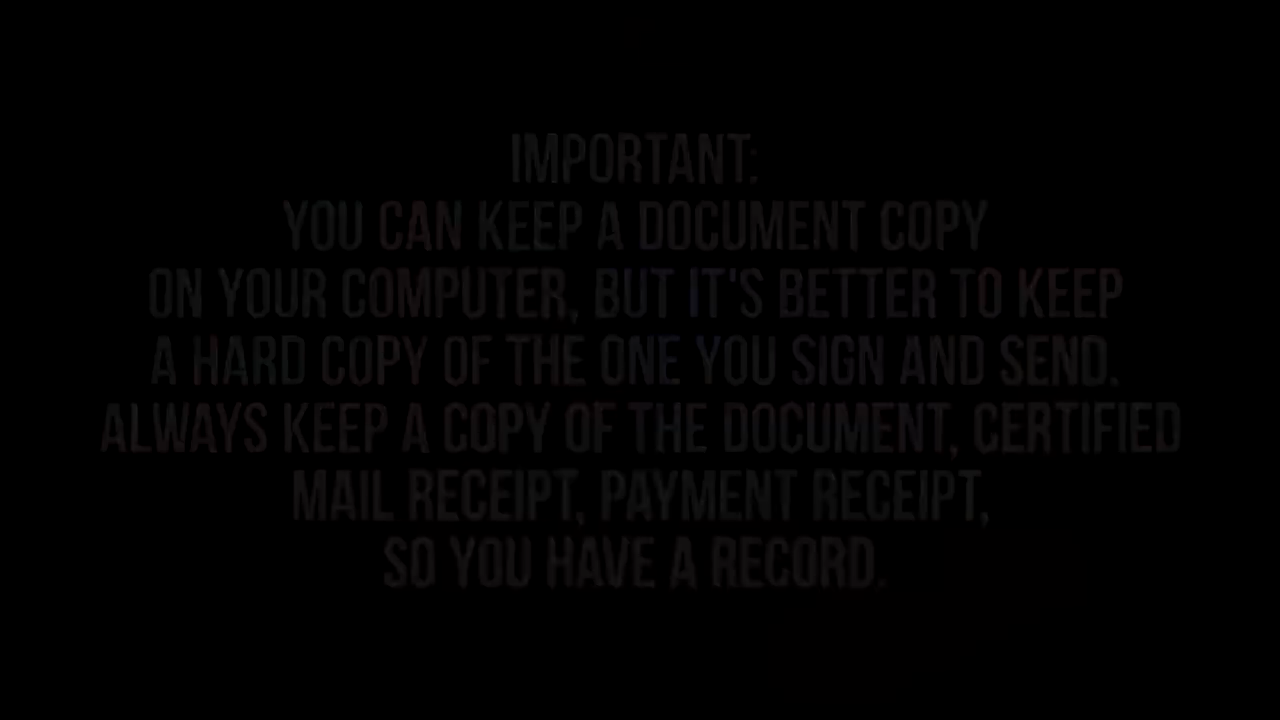 IMPORTANT:
YOU CAN KEEP A DOCUMENT COPY
ON YOUR COMPUTER, BUT IT'S BETTER TO KEEP
A HARD COPY OF THE ONE YOU SIGN AND SEND.
ALWAYS KEEP A COPY OF THE DOCUMENT, CERTIFIED
MAIL RECEIPT, PAYMENT RECEIPT,
SO YOU HAVE A RECORD.